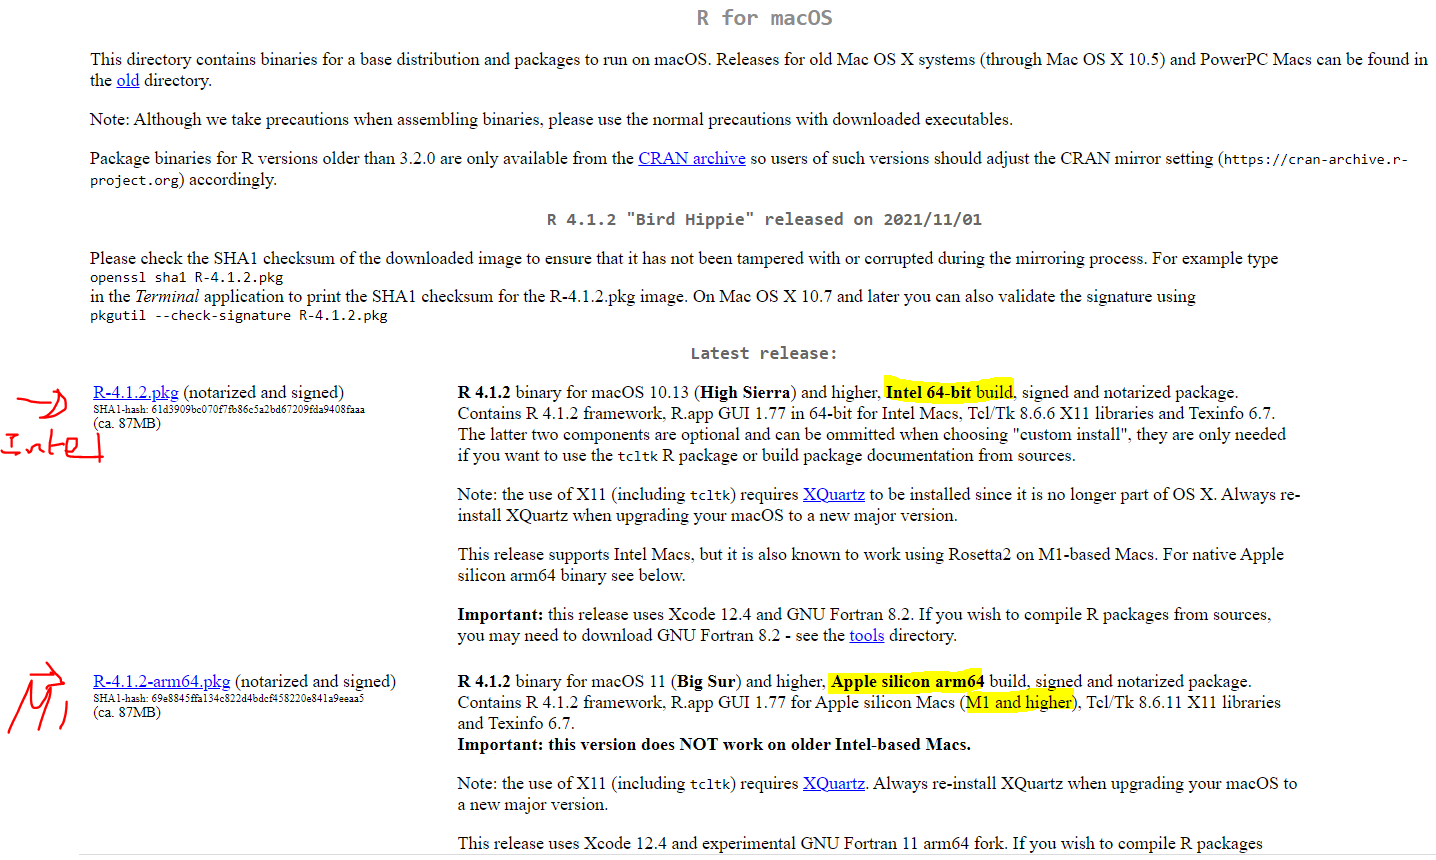 R for macOS
This directory contains binaries for a base distribution and packages to run on macOS. Releases for old Mac OS X systems (through Mac OS X 10.5) and PowerPC Macs can be found in
the old directory.
Note: Although we take precautions when assembling binaries, please use the normal precautions with downloaded executables.
Package binaries for R versions older than 3.2.0 are only available from the CRAN archive so users of such versions should adjust the CRAN mirror setting (https://cran-archive.r-
project.org) accordingly.
R 4.1.2 "Bird Hippie" released on 2021/11/01
Please check the SHA1 checksum of the downloaded image to ensure that it has not been tampered with or corrupted during the mirroring process. For example type
openssl sha1 R-4.1.2.pkg
in the Terminal application to print the SHA1 checksum for the R-4.1.2.pkg image. On Mac OS X 10.7 and later you can also validate the signature using
pkgutil --check-signature R-4.1.2.pkg
Latest release:
Intel
R-4.1.2.pkg (notarized and signed)
SHA1-hash: 61d3909bc070f7fb86c5a2bd67209fda9408faaa
(ca. 87MB)
R 4.1.2 binary for macOS 10.13 (High Sierra) and higher, Intel 64-bit build, signed and notarized package.
Contains R 4.1.2 framework, R.app GUI 1.77 in 64-bit for Intel Macs, Tcl/Tk 8.6.6 X11 libraries and Texinfo 6.7.
The latter two components are optional and can be ommitted when choosing "custom install", they are only needed
if you want to use the tcltk R package or build package documentation from sources.
Note: the use of X11 (including tcltk) requires XQuartz to be installed since it is no longer part of OS X. Always re-
install XQuartz when upgrading your macOS to a new major version.
This release supports Intel Macs, but it is also known to work using Rosetta2 on M1-based Macs. For native Apple
silicon arm64 binary see below.
Important: this release uses Xcode 12.4 and GNU Fortran 8.2. If you wish to compile R packages from sources,
you may need to download GNU Fortran 8.2 - see the tools directory.
M1
R-4.1.2-arm64.pkg (notarized and signed)
SHA1-hash: 69e8845ffa134c822d4bdcf458220e841a9eeaa5
(ca. 87MB)
R 4.1.2 binary for macOS 11 (Big Sur) and higher, Apple silicon arm64 build, signed and notarized package.
Contains R 4.1.2 framework, R.app GUI 1.77 for Apple silicon Macs (M1 and higher), Tcl/Tk 8.6.11 X11 libraries
and Texinfo 6.7.
Important: this version does NOT work on older Intel-based Macs.
Note: the use of X11 (including tcltk) requires XQuartz. Always re-install XQuartz when upgrading your macOS to
a new major version.
This release uses Xcode 12.4 and experimental GNU Fortran 11 arm64 fork. If you wish to compile R packages